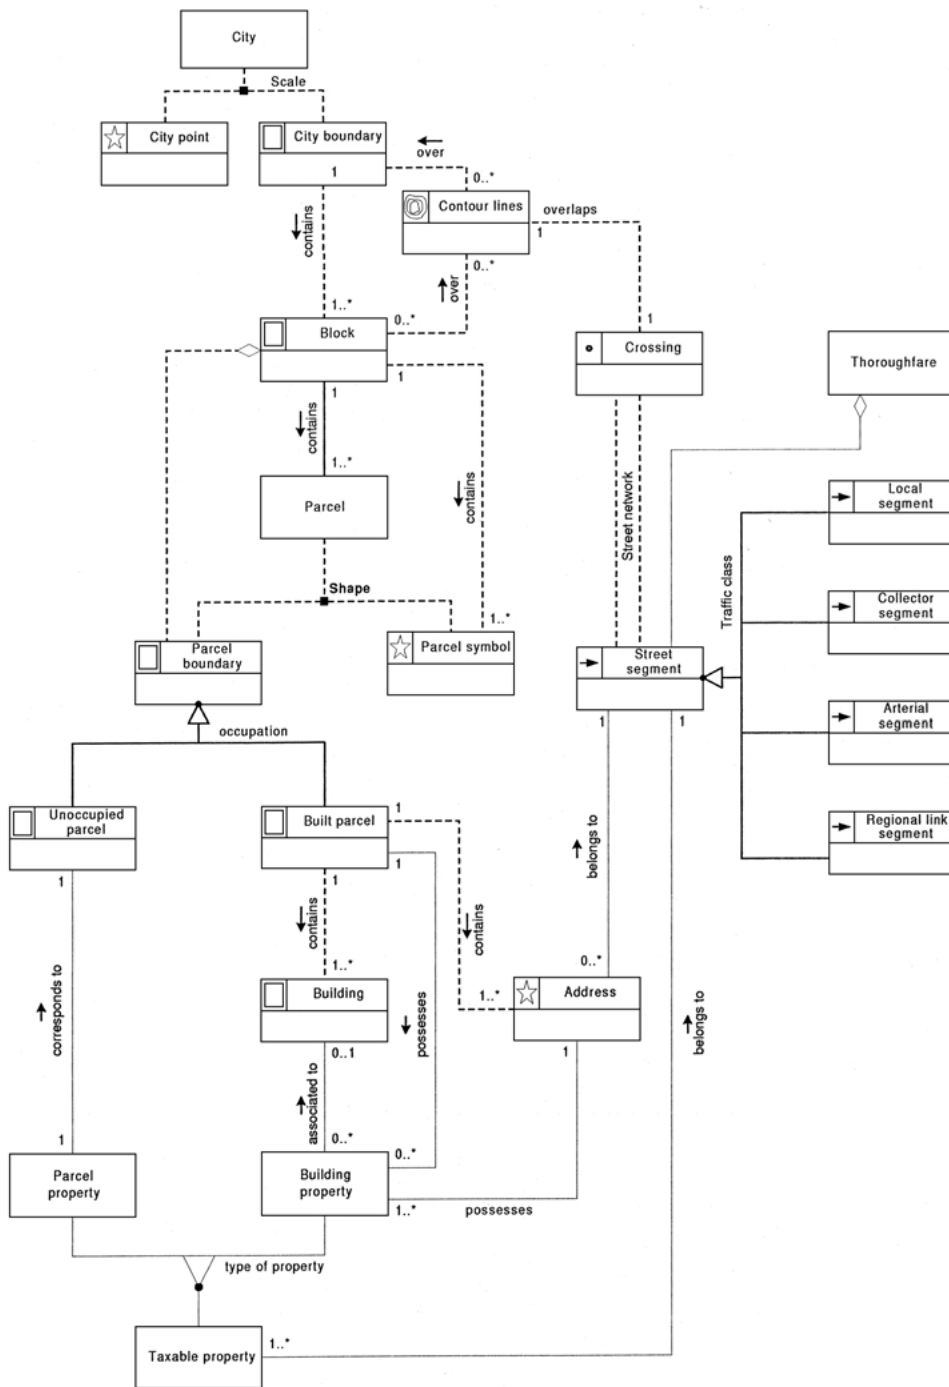 City
Scale
City point
City boundary
1
over
0..*
Contour lines
overlaps
1
contains
0..*
over
1..*
0..*
Block
1
Crossing
Thoroughfare
1
1
contains
1..*
Parcel
contains
Street network
Local
segment
Shape
1..*
Traffic class
Collector
segment
Parcel
boundary
Parcel symbol
Street
segment
1
1
occupation
Arterial
segment
Unoccupied
parcel
1
Built parcel
1
1
1
Regional link
segment
belongs to
contains
contains
1..*
0..*
1..*
Building
Address
corresponds to
possesses
belongs to
0..1
1
associated to
1
0..*
0..*
Parcel
property
Building
property
1..*
possesses
type of property
Taxable property
1..*